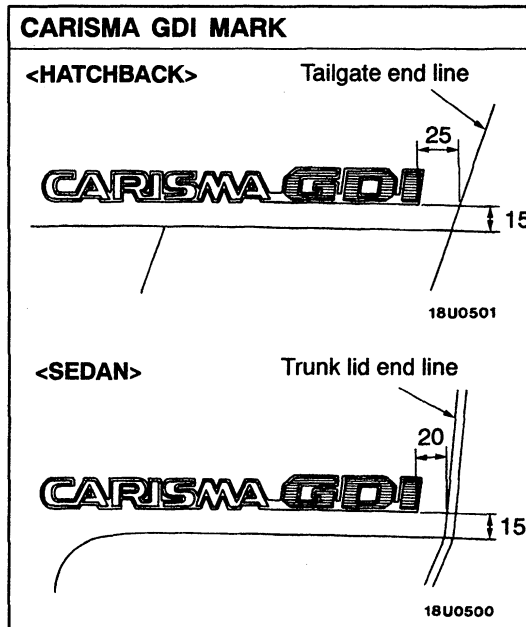 CARISMA GDI MARK
<HATCHBACK>
Tailgate end line
25
CARISMA GDI
15
18U0501
<SEDAN>
Trunk lid end line
20
CARISMA GDI
15
18U0500